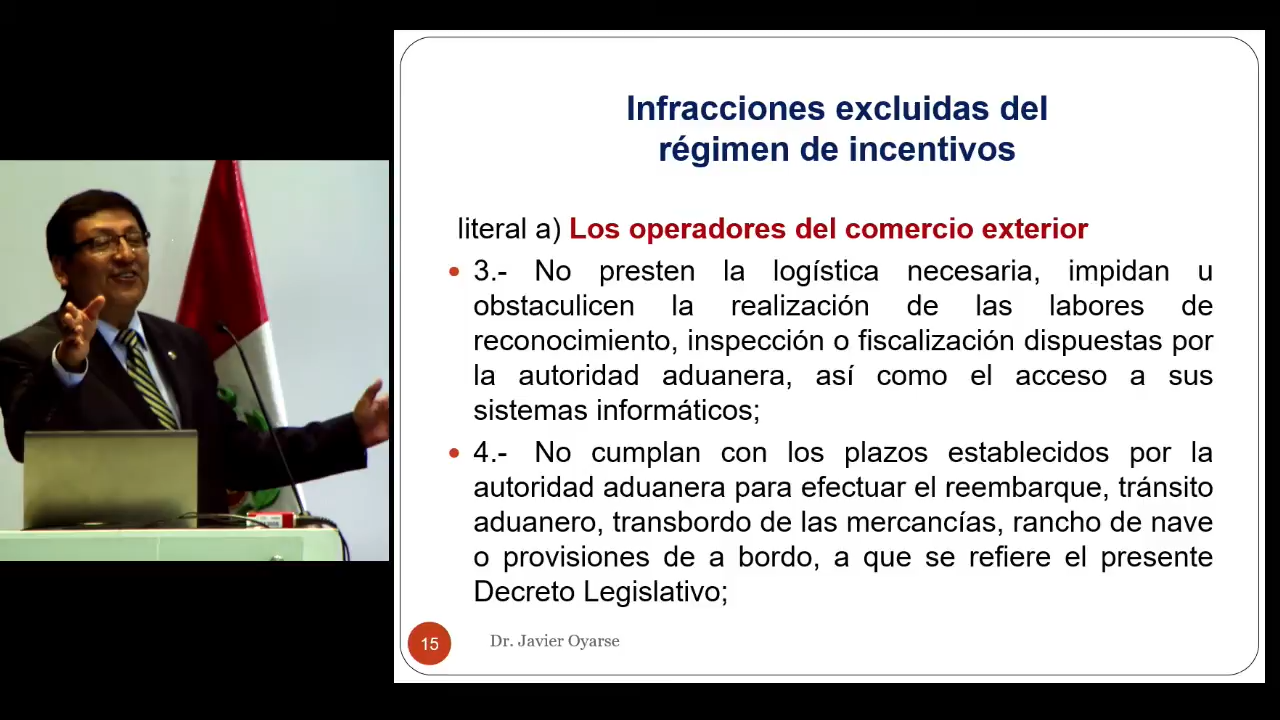 Infracciones excluidas del
régimen de incentivos
literal a) Los operadores del comercio exterior
• 3.- No presten la logística necesaria, impidan u
obstaculicen la realización de las labores de
reconocimiento, inspección o fiscalización dispuestas por
la autoridad aduanera, así como el acceso a sus
sistemas informáticos;
• 4.- No cumplan con los plazos establecidos por la
autoridad aduanera para efectuar el reembarque, tránsito
aduanero, transbordo de las mercancías, rancho de nave
o provisiones de a bordo, a que se refiere el presente
Decreto Legislativo;
15
Dr. Javier Oyarse